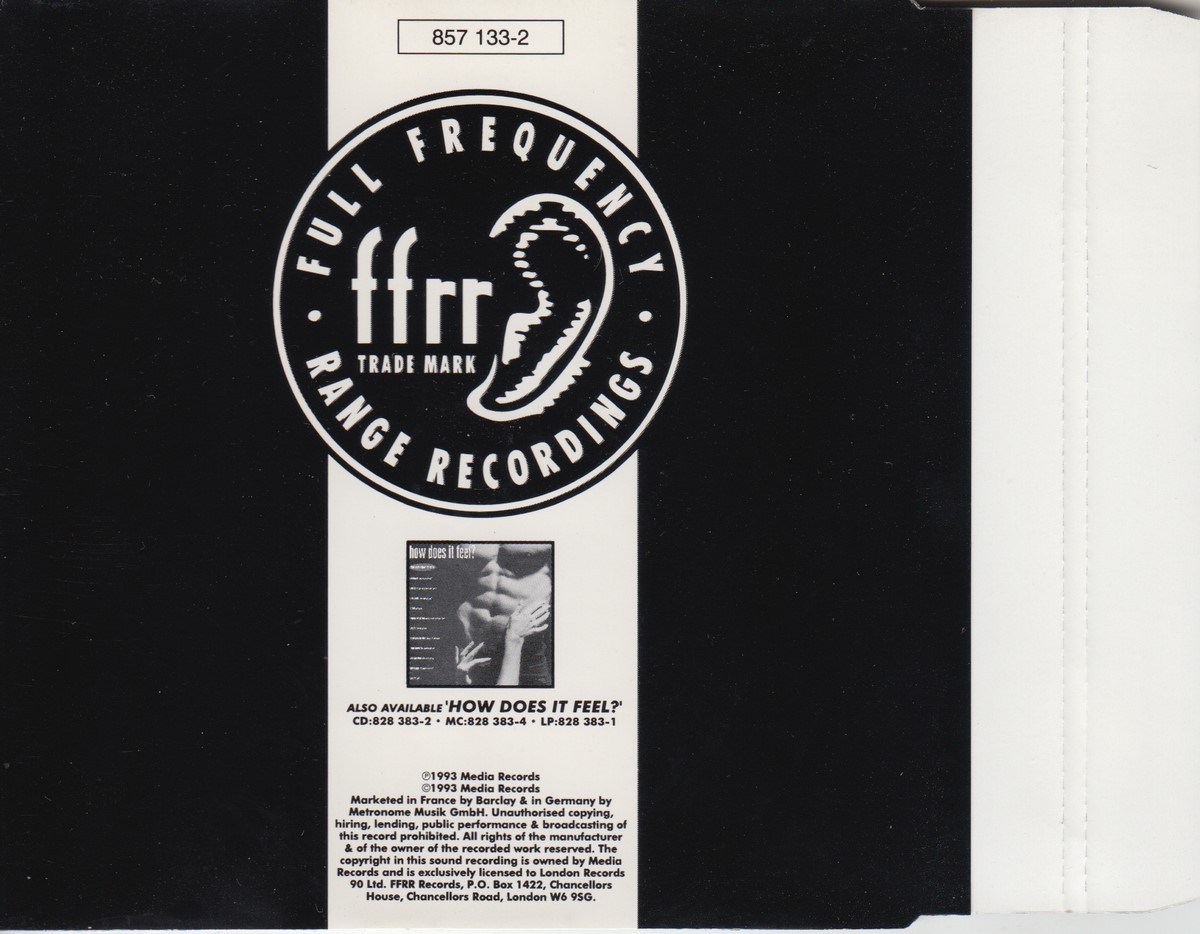 857 133-2
FULL FREQUENCY
ffrr
TRADE MARK
RANGE RECORDINGS
how does it feel?
ALSO AVAILABLE 'HOW DOES IT FEEL?'
CD:828 383-2 • MC:828 383-4 • LP:828 383-1
℗1993 Media Records
©1993 Media Records
Marketed in France by Barclay & in Germany by
Metronome Musik GmbH. Unauthorised copying,
hiring, lending, public performance & broadcasting of
this record prohibited. All rights of the manufacturer
& of the owner of the recorded work reserved. The
copyright in this sound recording is owned by Media
Records and is exclusively licensed to London Records
90 Ltd. FFRR Records, P.O. Box 1422, Chancellors
House, Chancellors Road, London W6 9SG.